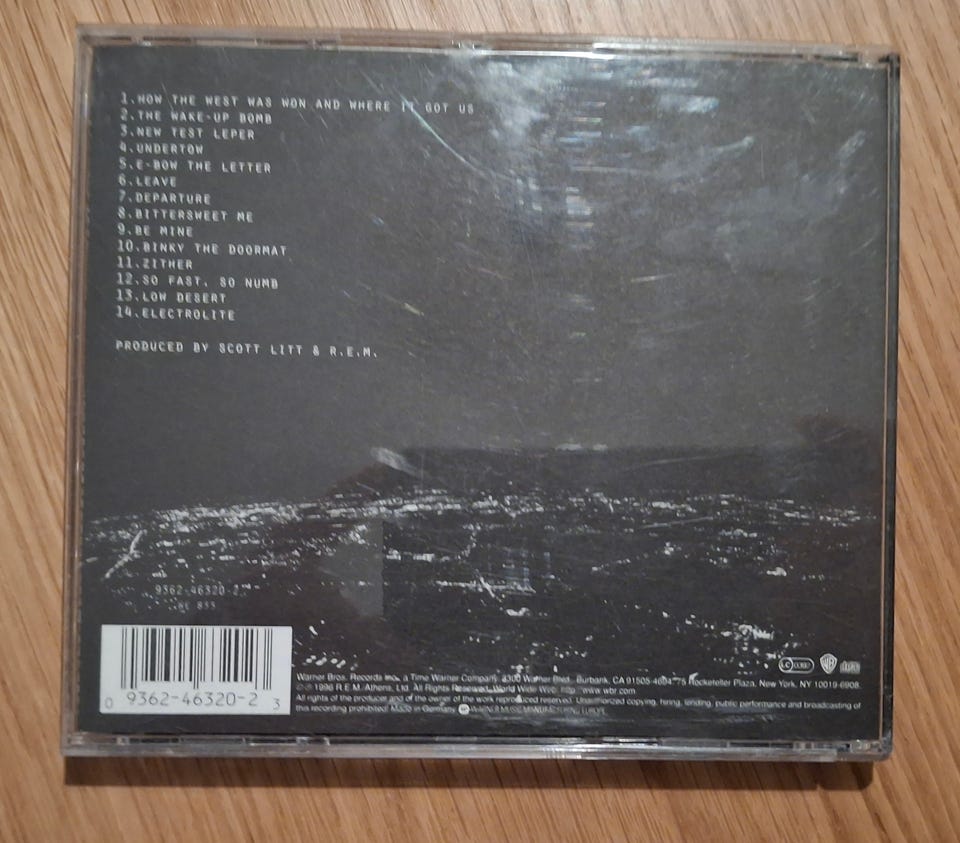 1.HOW THE WEST WAS WON AND WHERE IT GOT US
2.THE WAKE-UP BOMB
3.NEW TEST LEPER
4.UNDERTOW
5.E-BOW THE LETTER
6.LEAVE
7.DEPARTURE
8.BITTERSWEET ME
9.BE MINE
10.BINKY THE DOORMAT
11.ZITHER
12.SO FAST, SO NUMB
13.LOW DESERT
14.ELECTROLITE
PRODUCED BY SCOTT LITT & R.E.M.
9362-46320-2
0 9362-46320-2 3
LC
WB
Warner Bros. Records Inc., a Time Warner Company, 3300 Warner Blvd., Burbank, CA 91505-4694 75 Rockefeller Plaza, New York, NY 10019-6908.
1996 R.E.M./Athens, Ltd. All Rights Reserved. World Wide Web: http://www.wbr.com
All rights of the producer and of the owner of the work reproduced reserved. Unauthorized copying, hiring, lending, public performance and broadcasting of
this recording prohibited. Made in Germany